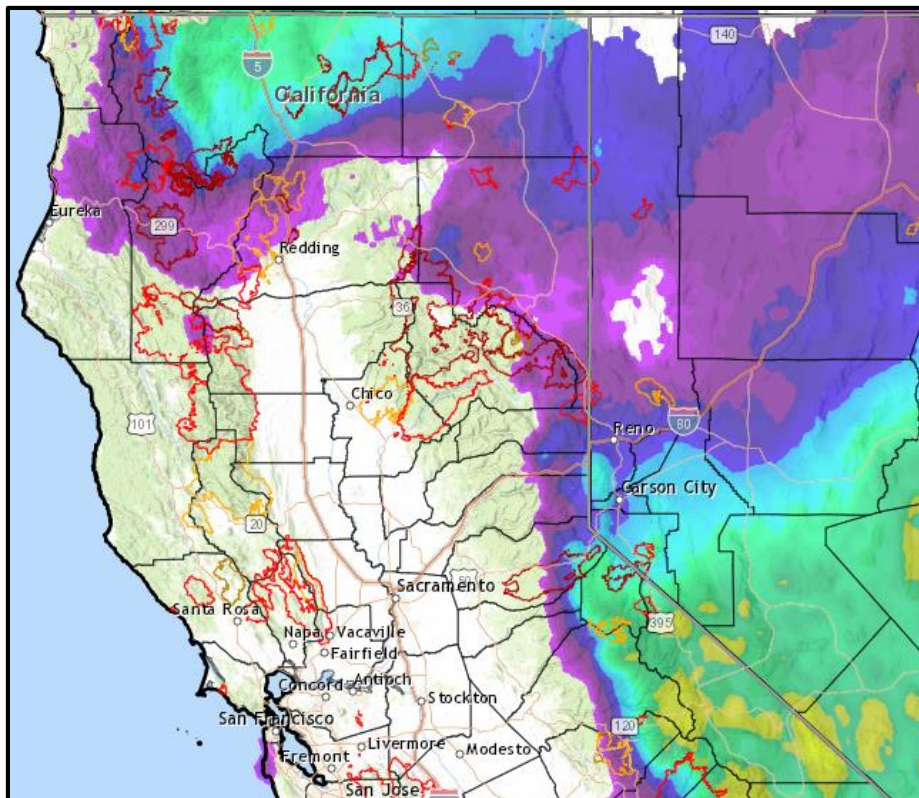 140
5
California
Eureka
299
Redding
36
Chico
101
Reno
80
Carson City
20
Sacramento
50
Santa Rosa
395
Napa
Vacaville
Fairfield
Concord
Antioch
Stockton
San Francisco
120
Livermore
Modesto
Fremont
San Jose